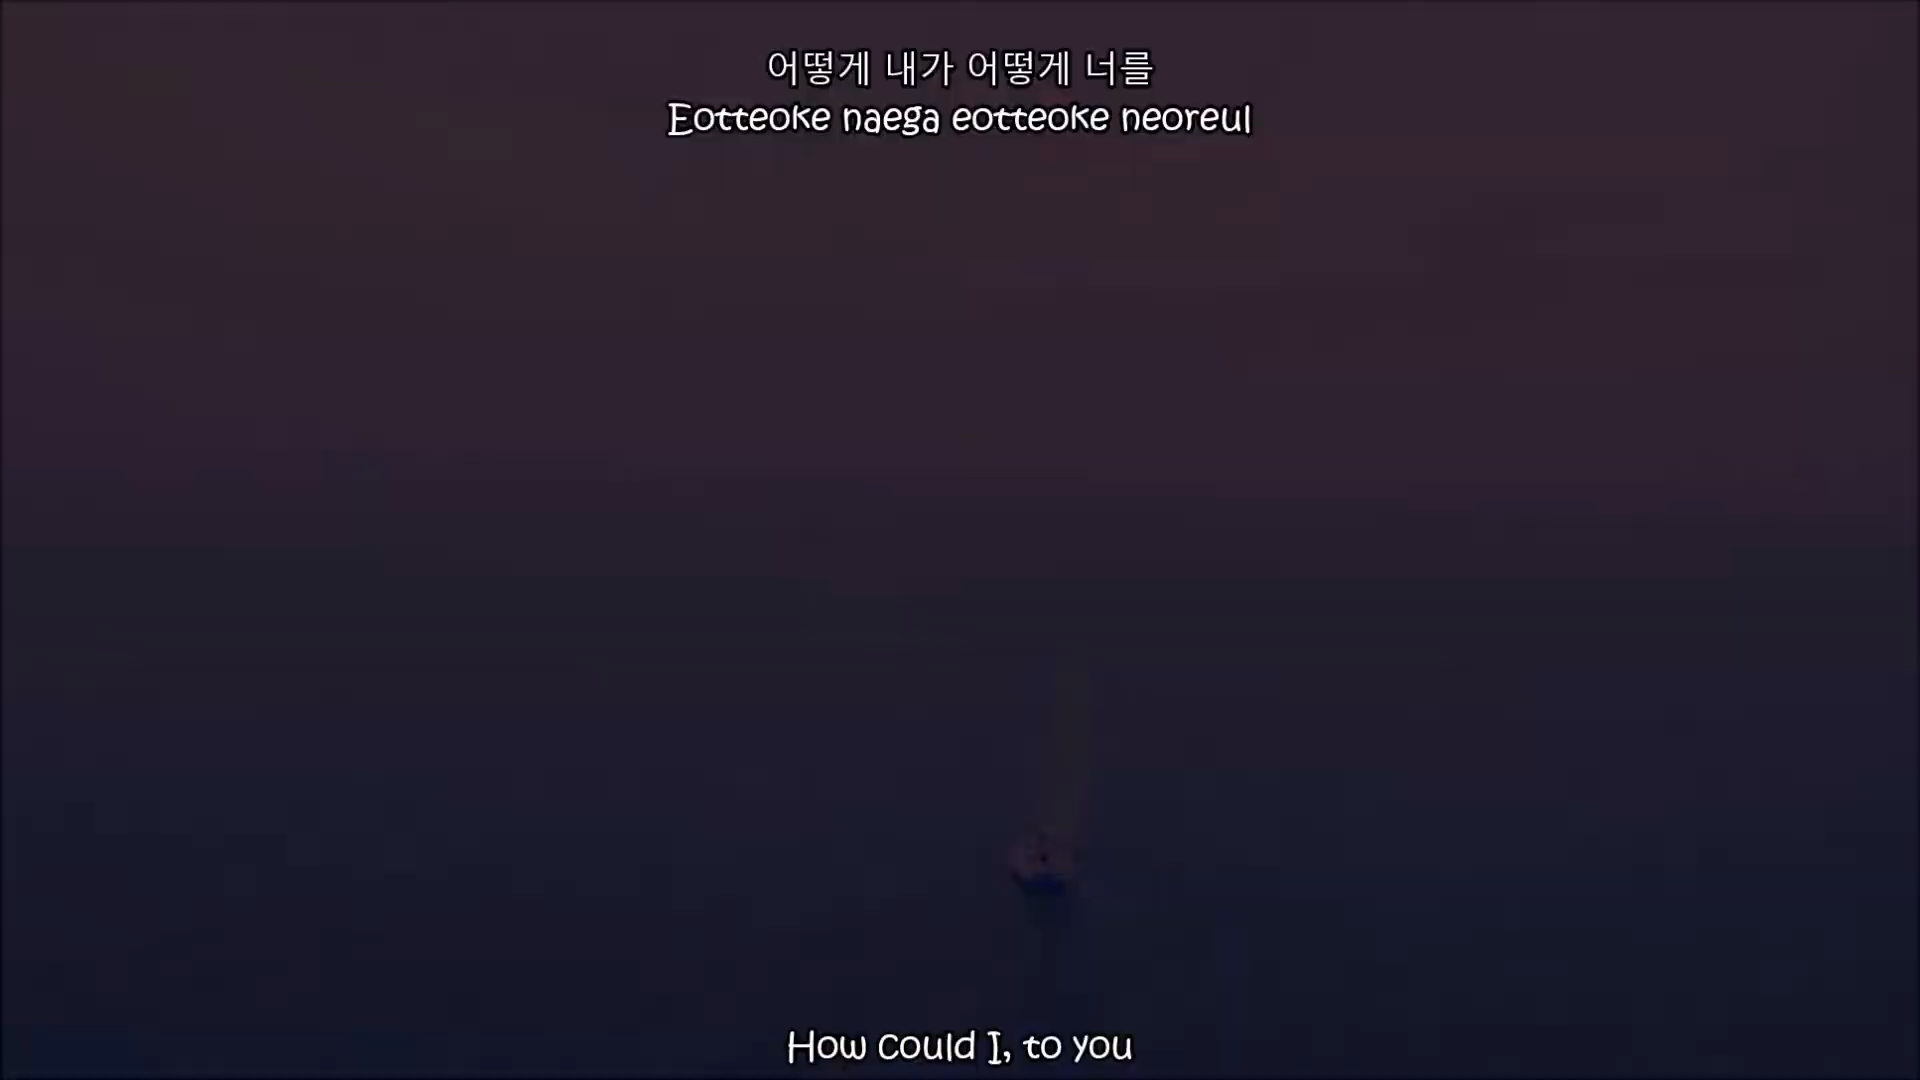 어떻게 내가 어떻게 너를
Eotteoke naega eotteoke neoreul
How could I, to you